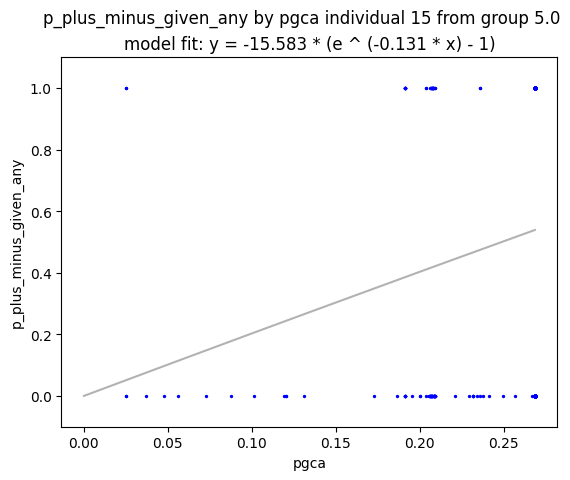 p_plus_minus_given_any by pgca individual 15 from group 5.0
model fit: y = -15.583 * (e ^ (-0.131 * x) - 1)
1.0
0.8
0.6
0.4
0.2
0.0
p_plus_minus_given_any
0.00 0.05 0.10 0.15 0.20 0.25
pgca